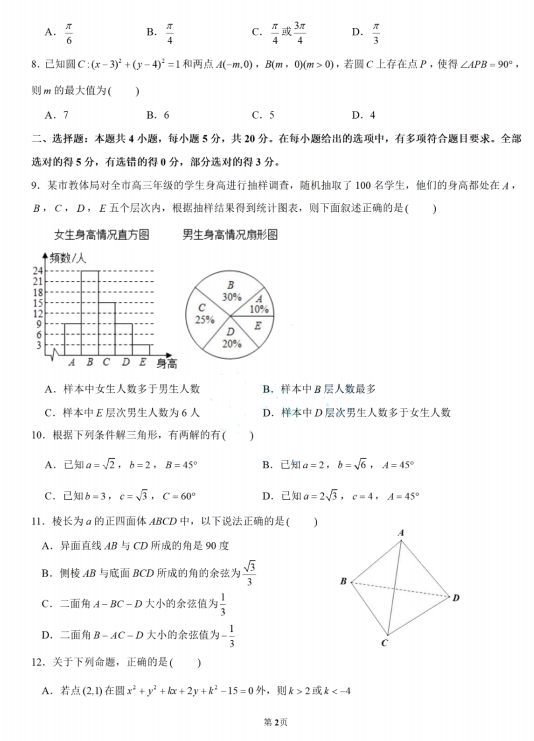 A．π/6 B．π/4 C．π/4 或 3π/4 D．π/3
8．已知圆 C:(x−3)²+(y−4)²=1 和两点 A(−m,0)，B(m，0)(m>0)，若圆 C 上存在点 P，使得 ∠APB=90°，
则 m 的最大值为(　　)
A．7 B．6 C．5 D．4
二、选择题：本题共 4 小题，每小题 5 分，共 20 分。在每小题给出的选项中，有多项符合题目要求。全部
选对的得 5 分，有选错的得 0 分，部分选对的得 3 分。
9．某市教体局对全市高三年级的学生身高进行抽样调查，随机抽取了 100 名学生，他们的身高都处在 A，
B，C，D，E 五个层次内，根据抽样结果得到统计图表，则下面叙述正确的是(　　)
女生身高情况直方图 男生身高情况扇形图
频数/人
24
21
18
15
12
9
6
3
A B C D E 身高
B
30%
A
10%
C
25%
E
D
20%
A．样本中女生人数多于男生人数 B．样本中 B 层人数最多
C．样本中 E 层次男生人数为 6 人 D．样本中 D 层次男生人数多于女生人数
10．根据下列条件解三角形，有两解的有(　　)
A．已知 a=√2，b=2，B=45° B．已知 a=2，b=√6，A=45°
C．已知 b=3，c=√3，C=60° D．已知 a=2√3，c=4，A=45°
11．棱长为 a 的正四面体 ABCD 中，以下说法正确的是(　　)
A．异面直线 AB 与 CD 所成的角是 90 度
B．侧棱 AB 与底面 BCD 所成的角的余弦为 √3/3
C．二面角 A−BC−D 大小的余弦值为 1/3
D．二面角 B−AC−D 大小的余弦值为 −1/3
A
B
D
C
12．关于下列命题，正确的是(　　)
A．若点 (2,1) 在圆 x²+y²+kx+2y+k²−15=0 外，则 k>2 或 k<−4
第 2页